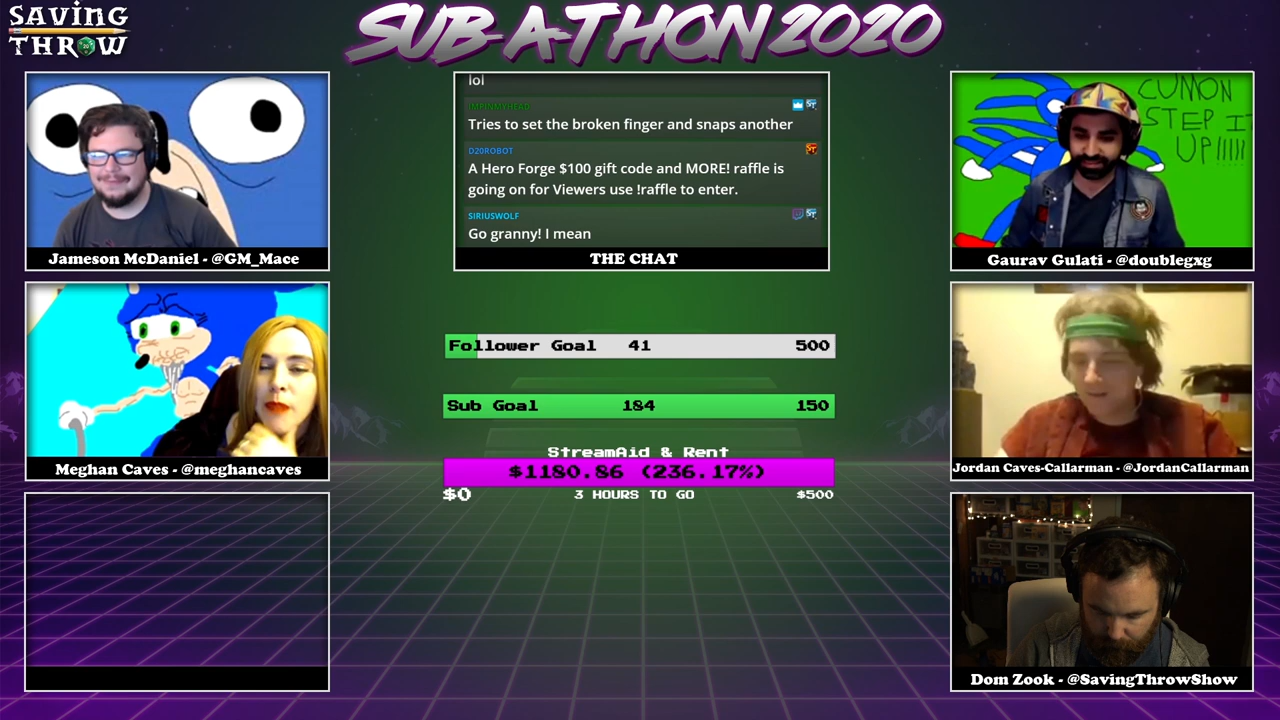 SAVING
THROW
SUB-A-THON 2020
lol
IMPINMYHEAD
Tries to set the broken finger and snaps another
D20ROBOT
A Hero Forge $100 gift code and MORE! raffle is
going on for Viewers use !raffle to enter.
SIRIUSWOLF
Go granny! I mean
THE CHAT
Jameson McDaniel - @GM_Mace
CUMON
STEP IT
UP!!!!!
Gaurav Gulati - @doublegxg
Follower Goal 41 500
Sub Goal 184 150
StreamAid & Rent
$1180.86 (236.17%)
$0 3 HOURS TO GO $500
Meghan Caves - @meghancaves
Jordan Caves-Callarman - @JordanCallarman
Dom Zook - @SavingThrowShow